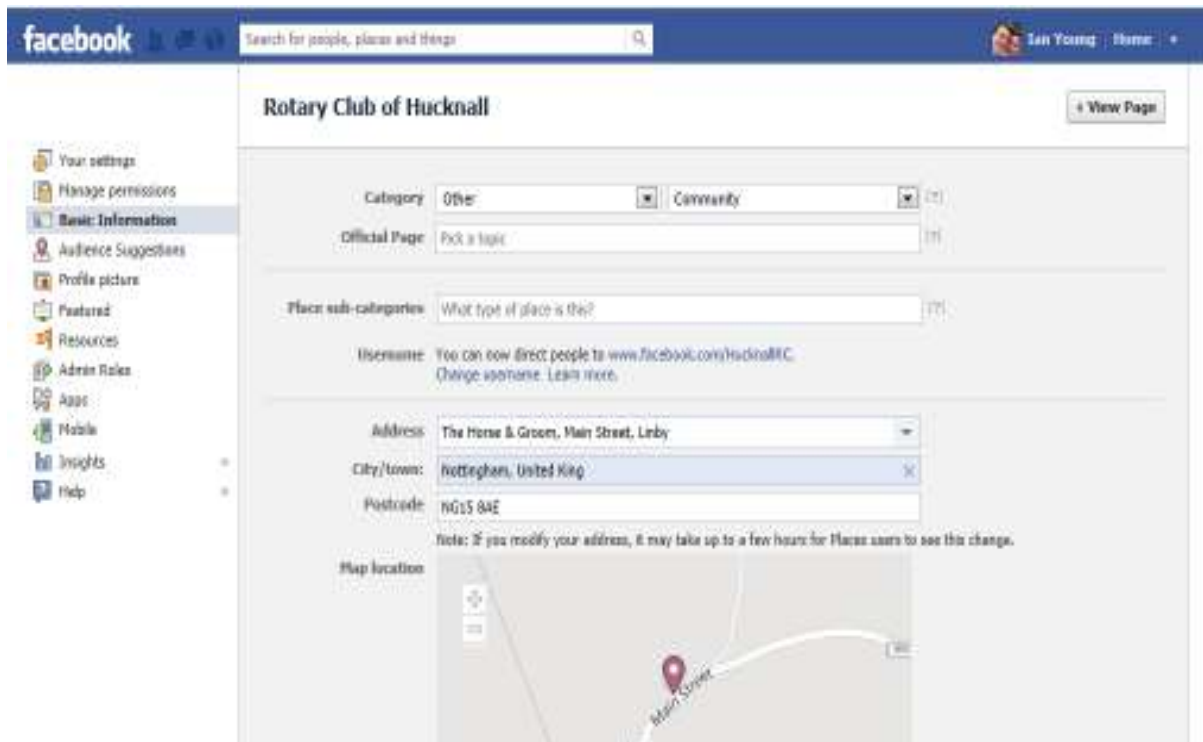 facebook
Search for people, places and things
Ian Young Home
Rotary Club of Hucknall
+ View Page
Your settings
Manage permissions
Basic Information
Audience Suggestions
Profile picture
Featured
Resources
Admin Roles
Apps
Mobile
Insights
Help
Category Other Community [?]
Official Page Pick a topic [?]
Place sub-categories What type of place is this? [?]
Username You can now direct people to www.facebook.com/HucknallRC.
Change username. Learn more.
Address The Horse & Groom, Main Street, Linby
City/town: Nottingham, United King
Postcode NG15 8AE
Note: If you modify your address, it may take up to a few hours for Places users to see this change.
Map location
Main Street